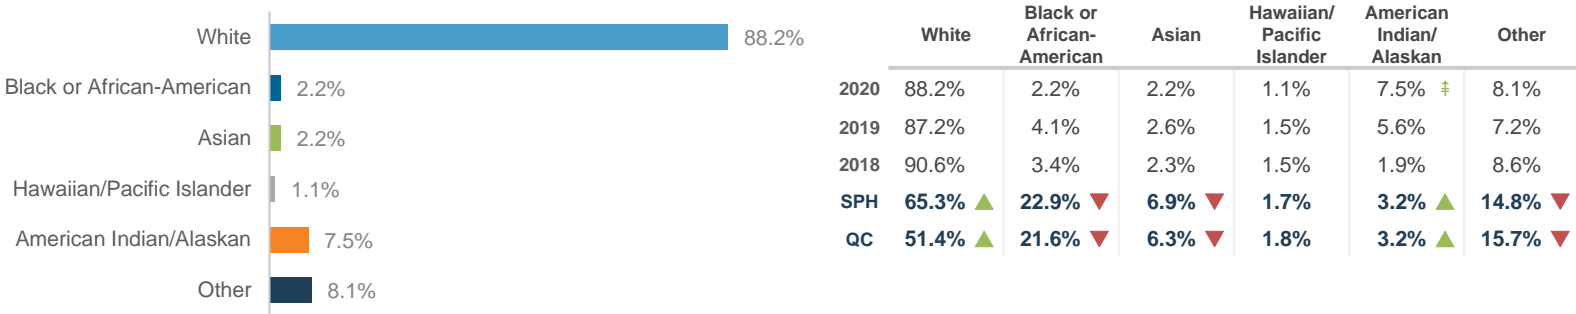 White 88.2%
Black or African-American 2.2%
Asian 2.2%
Hawaiian/Pacific Islander 1.1%
American Indian/Alaskan 7.5%
Other 8.1%
White Black or African-American Asian Hawaiian/ Pacific Islander American Indian/ Alaskan Other
2020 88.2% 2.2% 2.2% 1.1% 7.5% ⇞ 8.1%
2019 87.2% 4.1% 2.6% 1.5% 5.6% 7.2%
2018 90.6% 3.4% 2.3% 1.5% 1.9% 8.6%
SPH 65.3% ▲ 22.9% ▼ 6.9% ▼ 1.7% 3.2% ▲ 14.8% ▼
QC 51.4% ▲ 21.6% ▼ 6.3% ▼ 1.8% 3.2% ▲ 15.7% ▼